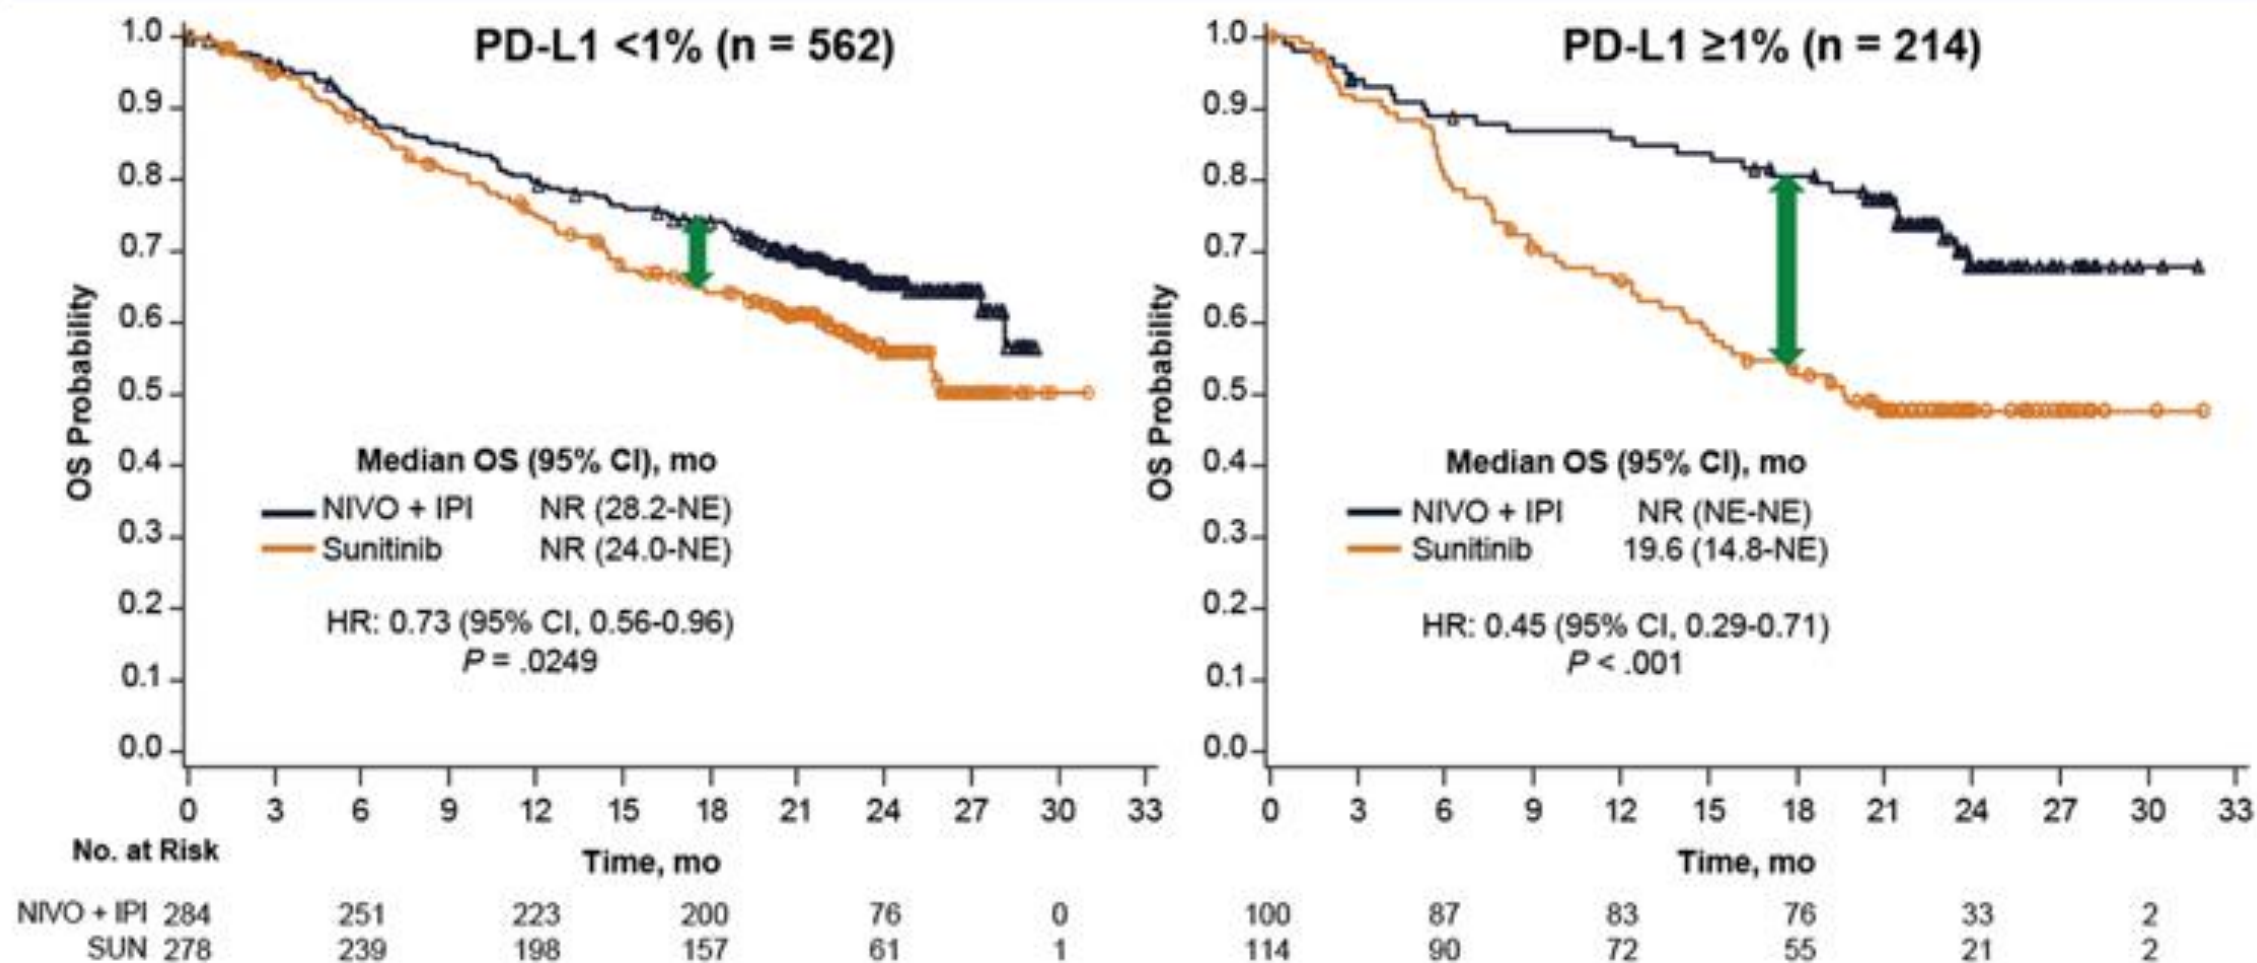 PD-L1 <1% (n = 562)
OS Probability
1.0
0.9
0.8
0.7
0.6
0.5
0.4
0.3
0.2
0.1
0.0
Median OS (95% CI), mo
NIVO + IPI NR (28.2-NE)
Sunitinib NR (24.0-NE)
HR: 0.73 (95% CI, 0.56-0.96)
P = .0249
0 3 6 9 12 15 18 21 24 27 30 33
Time, mo
PD-L1 ≥1% (n = 214)
OS Probability
1.0
0.9
0.8
0.7
0.6
0.5
0.4
0.3
0.2
0.1
0.0
Median OS (95% CI), mo
NIVO + IPI NR (NE-NE)
Sunitinib 19.6 (14.8-NE)
HR: 0.45 (95% CI, 0.29-0.71)
P < .001
0 3 6 9 12 15 18 21 24 27 30 33
Time, mo
No. at Risk
NIVO + IPI 284 251 223 200 76 0 100 87 83 76 33 2
SUN 278 239 198 157 61 1 114 90 72 55 21 2